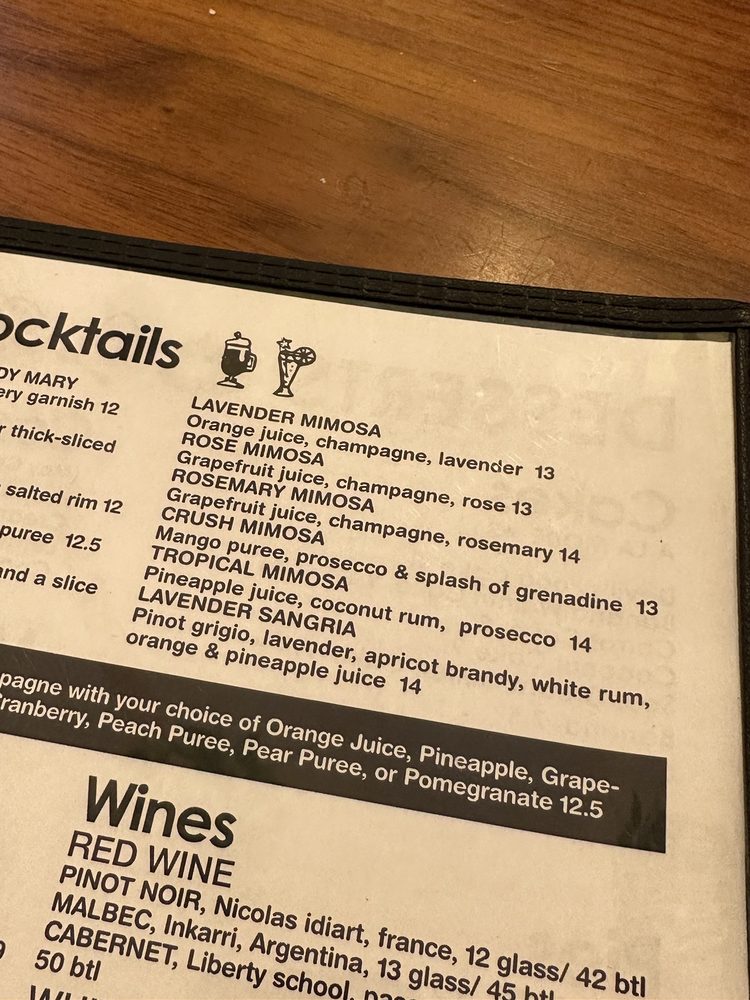 ocktails
DY MARY
ery garnish 12
r thick-sliced
salted rim 12
puree 12.5
and a slice
LAVENDER MIMOSA
Orange juice, champagne, lavender 13
ROSE MIMOSA
Grapefruit juice, champagne, rose 13
ROSEMARY MIMOSA
Grapefruit juice, champagne, rosemary 14
CRUSH MIMOSA
Mango puree, prosecco & splash of grenadine 13
TROPICAL MIMOSA
Pineapple juice, coconut rum, prosecco 14
LAVENDER SANGRIA
Pinot grigio, lavender, apricot brandy, white rum,
orange & pineapple juice 14
pagne with your choice of Orange Juice, Pineapple, Grape-
ranberry, Peach Puree, Pear Puree, or Pomegranate 12.5
Wines
RED WINE
PINOT NOIR, Nicolas idiart, france, 12 glass/ 42 btl
MALBEC, Inkarri, Argentina, 13 glass/ 45 btl
CABERNET, Liberty school,
50 btl